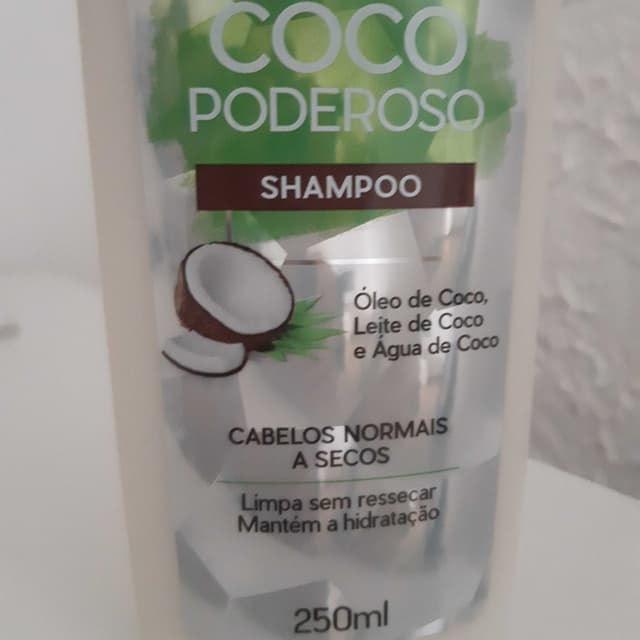 COCO
PODEROSO
SHAMPOO
Óleo de Coco,
Leite de Coco
e Água de Coco
CABELOS NORMAIS
A SECOS
Limpa sem ressecar
Mantém a hidratação
250ml